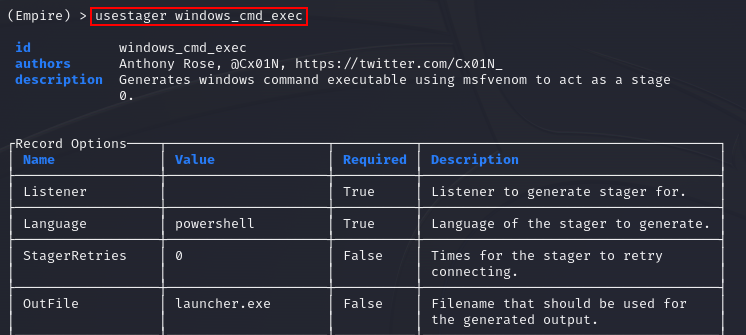 (Empire) > usestager windows_cmd_exec
id windows_cmd_exec
authors Anthony Rose, @Cx01N, https://twitter.com/Cx01N_
description Generates windows command executable using msfvenom to act as a stage
0.
Record Options
Name Value Required Description
Listener True Listener to generate stager for.
Language powershell True Language of the stager to generate.
StagerRetries 0 False Times for the stager to retry
connecting.
OutFile launcher.exe False Filename that should be used for
the generated output.